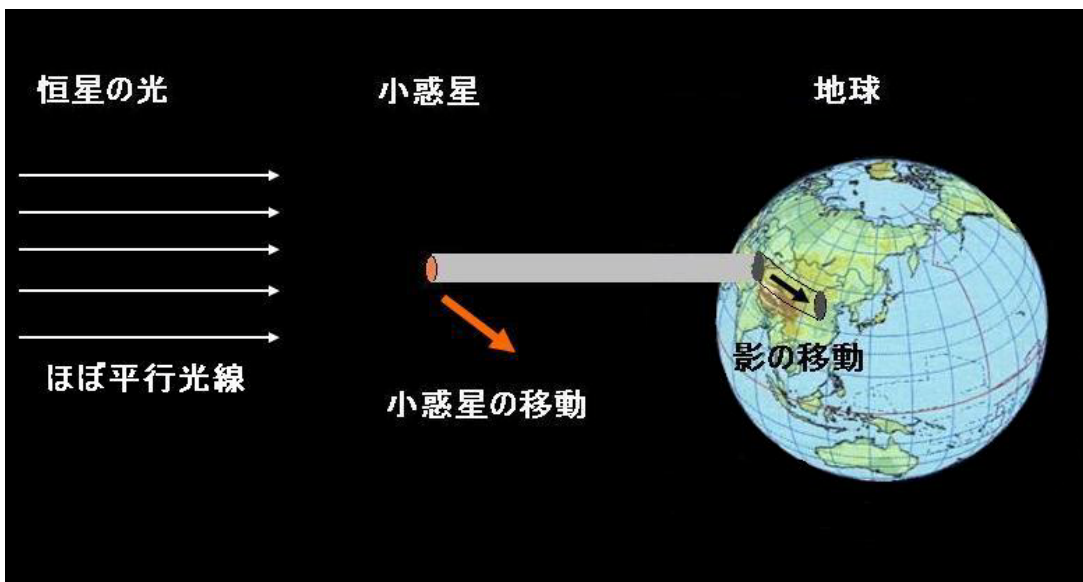 恒星の光
小惑星
地球
影の移動
ほぼ平行光線
小惑星の移動